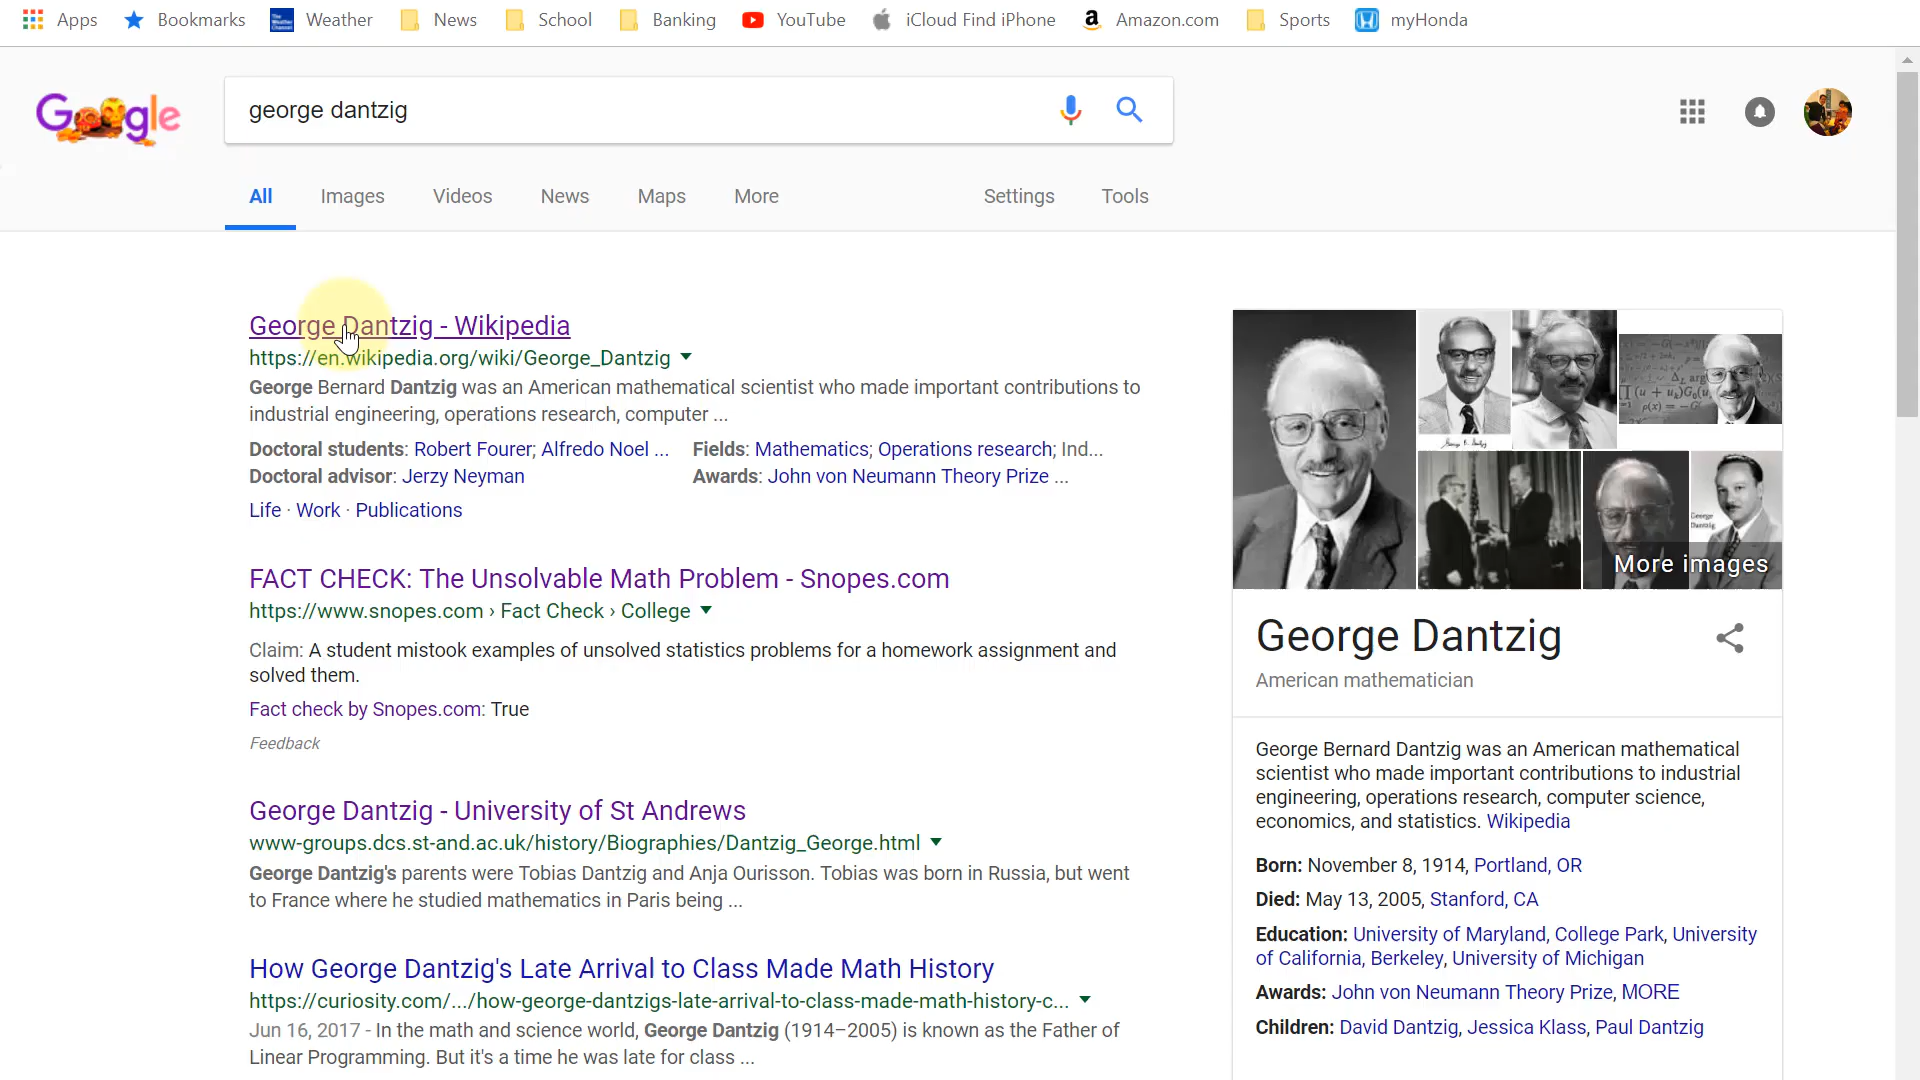 Apps
Bookmarks
Weather
News
School
Banking
YouTube
iCloud Find iPhone
Amazon.com
Sports
myHonda
Google
george dantzig
All
Images
Videos
News
Maps
More
Settings
Tools
George Dantzig - Wikipedia
https://en.wikipedia.org/wiki/George_Dantzig
George Bernard Dantzig was an American mathematical scientist who made important contributions to
industrial engineering, operations research, computer ...
Doctoral students: Robert Fourer; Alfredo Noel ...
Fields: Mathematics; Operations research; Ind...
Doctoral advisor: Jerzy Neyman
Awards: John von Neumann Theory Prize ...
Life · Work · Publications
FACT CHECK: The Unsolvable Math Problem - Snopes.com
https://www.snopes.com › Fact Check › College
Claim: A student mistook examples of unsolved statistics problems for a homework assignment and
solved them.
Fact check by Snopes.com: True
Feedback
George Dantzig - University of St Andrews
www-groups.dcs.st-and.ac.uk/history/Biographies/Dantzig_George.html
George Dantzig's parents were Tobias Dantzig and Anja Ourisson. Tobias was born in Russia, but went
to France where he studied mathematics in Paris being ...
How George Dantzig's Late Arrival to Class Made Math History
https://curiosity.com/.../how-george-dantzigs-late-arrival-to-class-made-math-history-c...
Jun 16, 2017 - In the math and science world, George Dantzig (1914–2005) is known as the Father of
Linear Programming. But it's a time he was late for class ...
George
Dantzig
More images
George Dantzig
American mathematician
George Bernard Dantzig was an American mathematical
scientist who made important contributions to industrial
engineering, operations research, computer science,
economics, and statistics. Wikipedia
Born: November 8, 1914, Portland, OR
Died: May 13, 2005, Stanford, CA
Education: University of Maryland, College Park, University
of California, Berkeley, University of Michigan
Awards: John von Neumann Theory Prize, MORE
Children: David Dantzig, Jessica Klass, Paul Dantzig